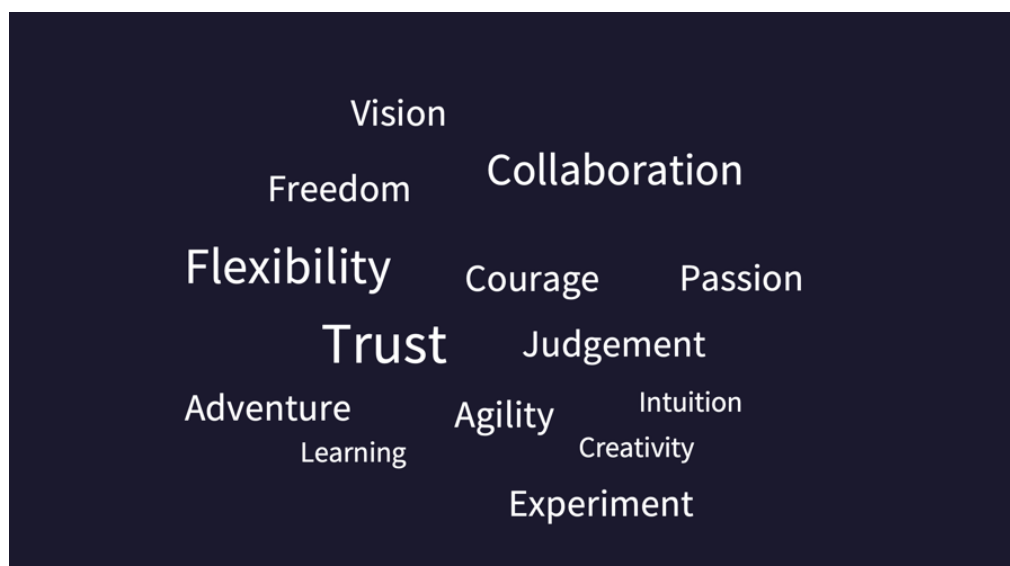 Vision
Collaboration
Freedom
Flexibility
Courage
Passion
Trust
Judgement
Adventure
Agility
Intuition
Learning
Creativity
Experiment